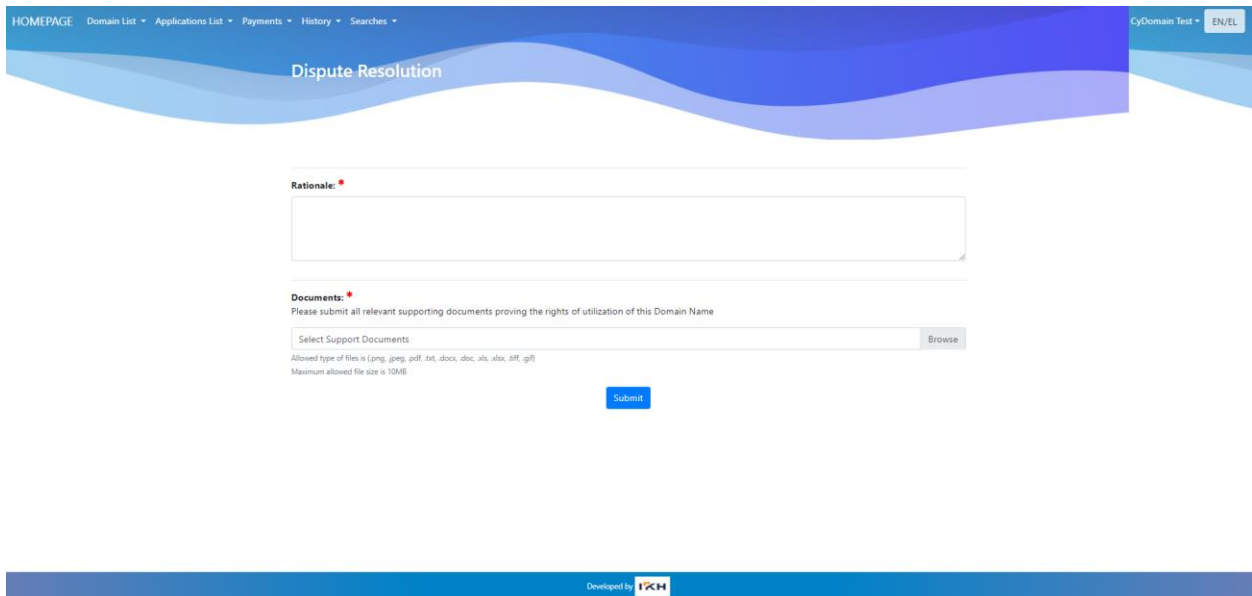 HOMEPAGE Domain List Applications List Payments History Searches CyDomain Test EN/EL
Dispute Resolution
Rationale: *
Documents: *
Please submit all relevant supporting documents proving the rights of utilization of this Domain Name
Select Support Documents Browse
Allowed type of files is (.png, .jpeg, .pdf, .txt, .docx, .doc, .xls, .xlsx, .tiff, .gif)
Maximum allowed file size is 10MB
Submit
Developed by